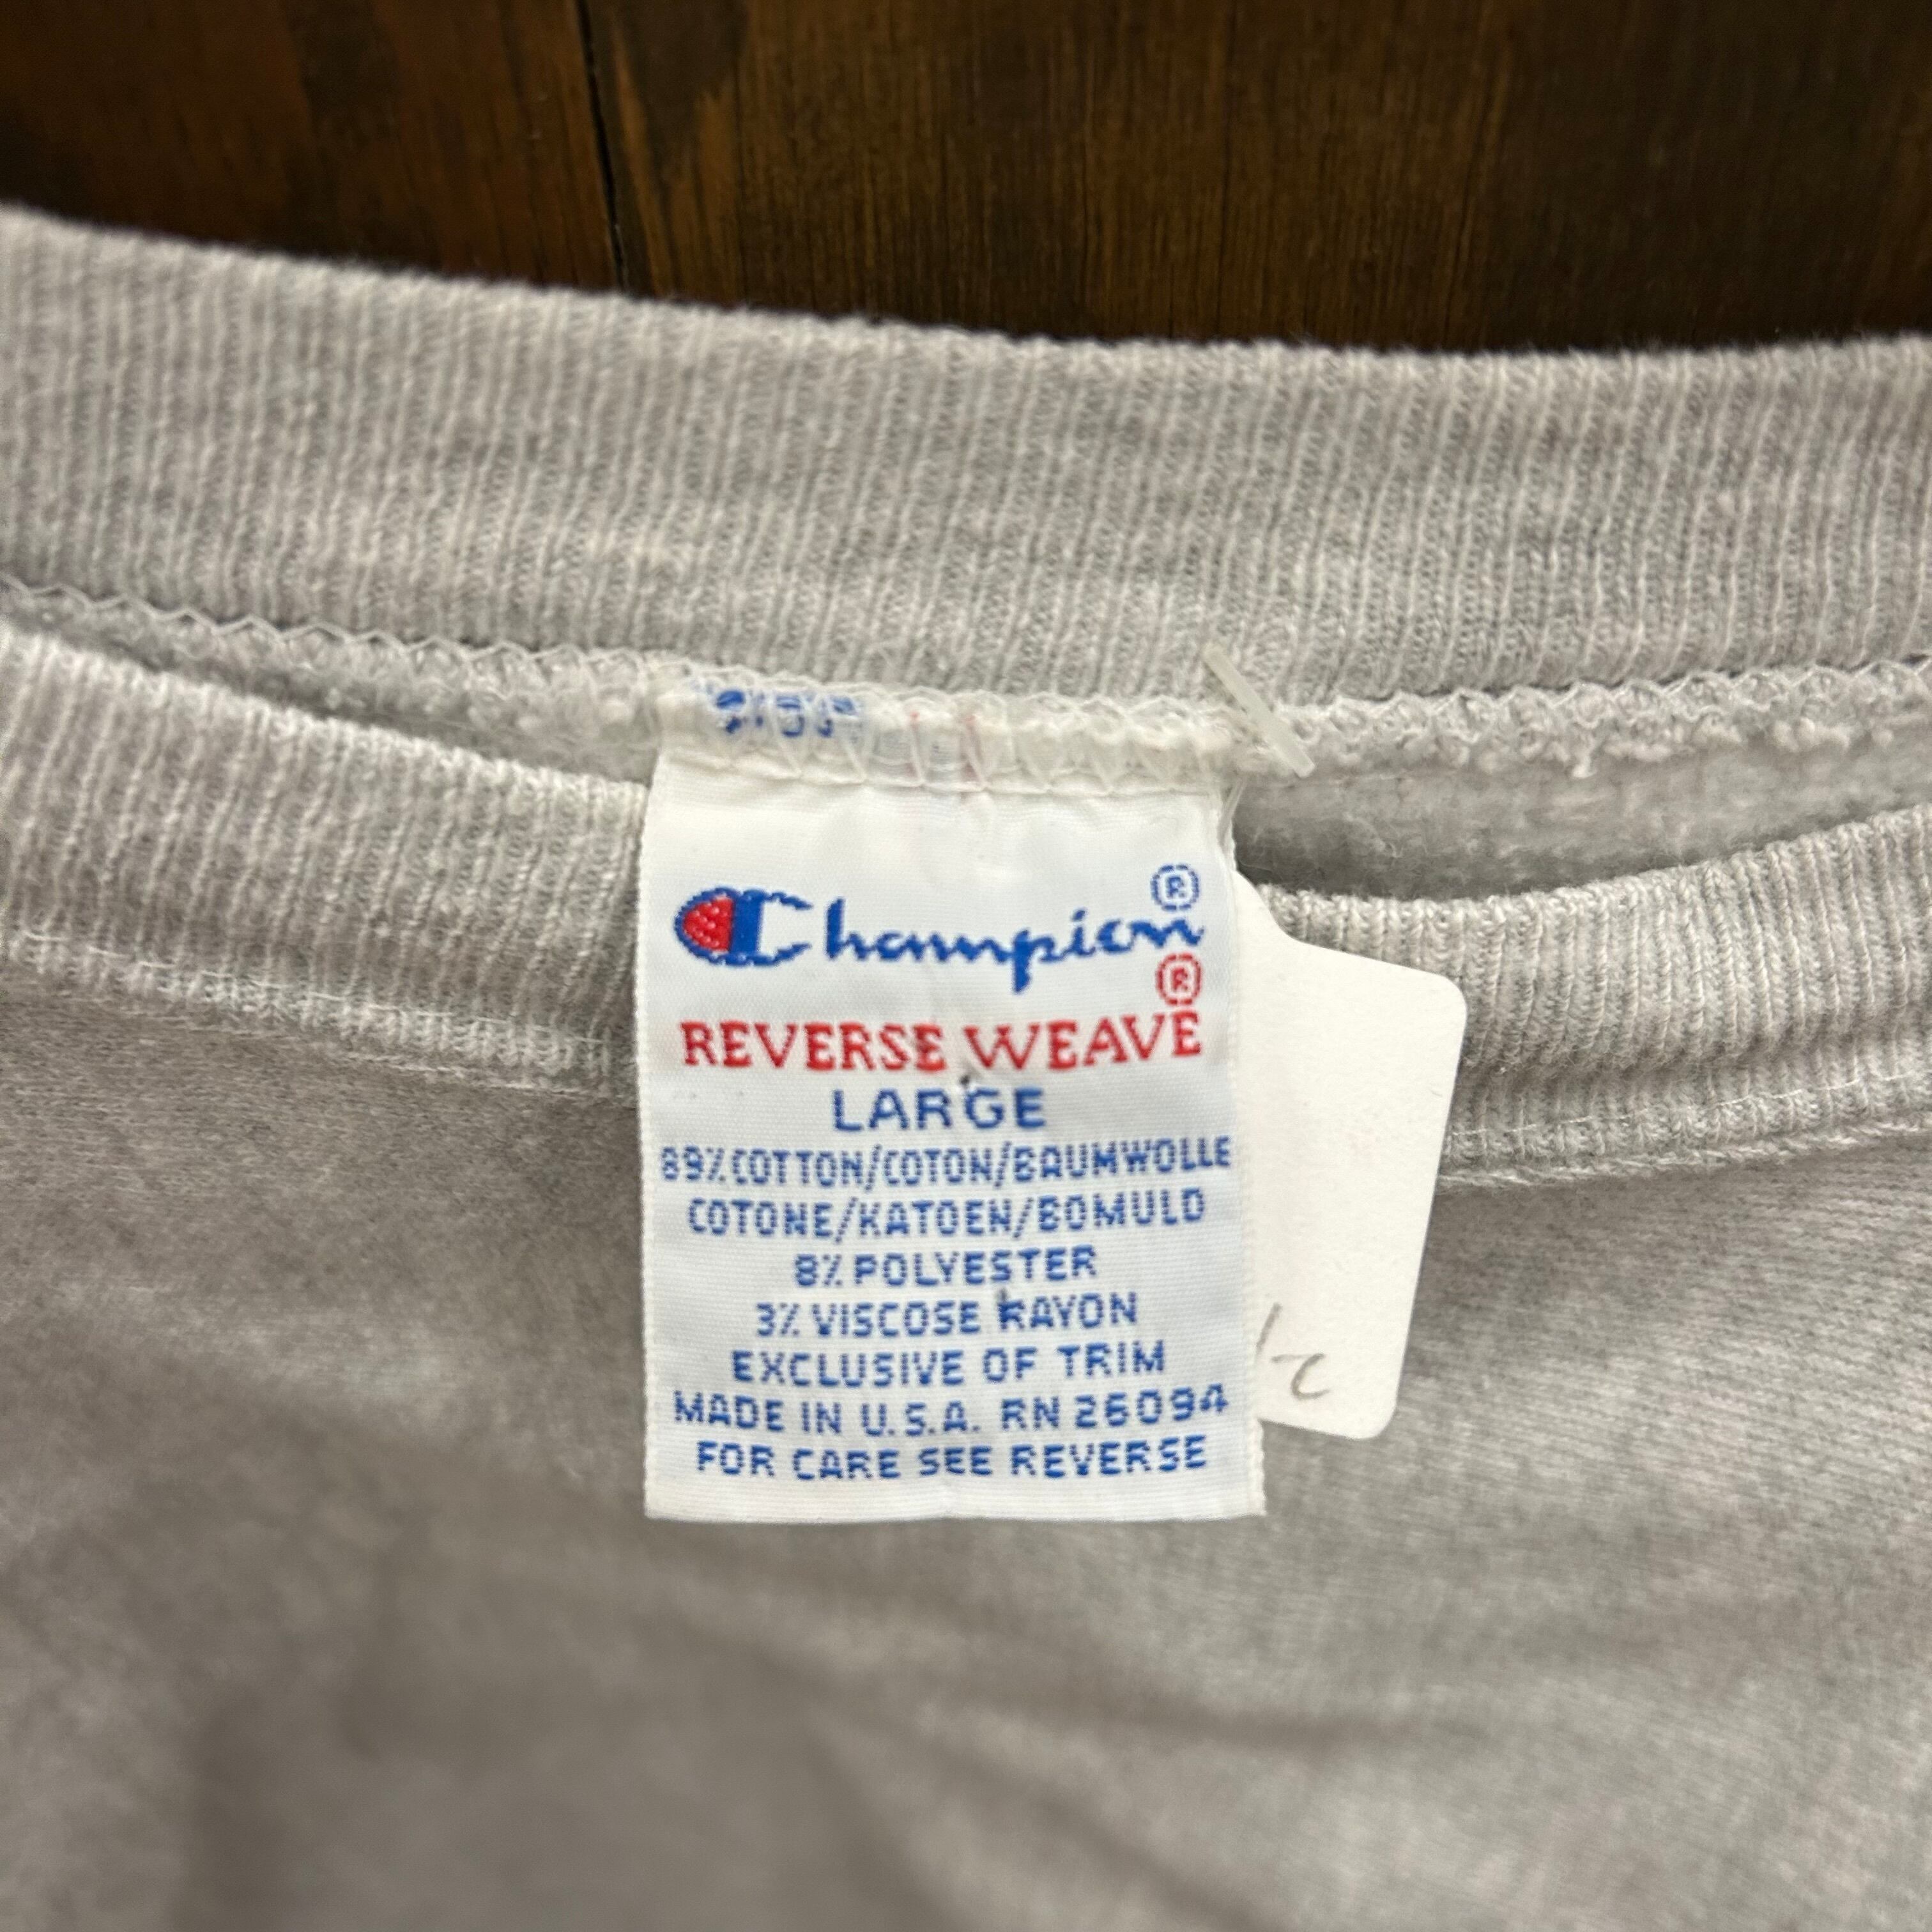 Champion®
REVERSE WEAVE®
LARGE
89% COTTON/COTON/BAUMWOLLE
COTONE/KATOEN/BOMULD
8% POLYESTER
3% VISCOSE RAYON
EXCLUSIVE OF TRIM
MADE IN U.S.A. RN 26094
FOR CARE SEE REVERSE